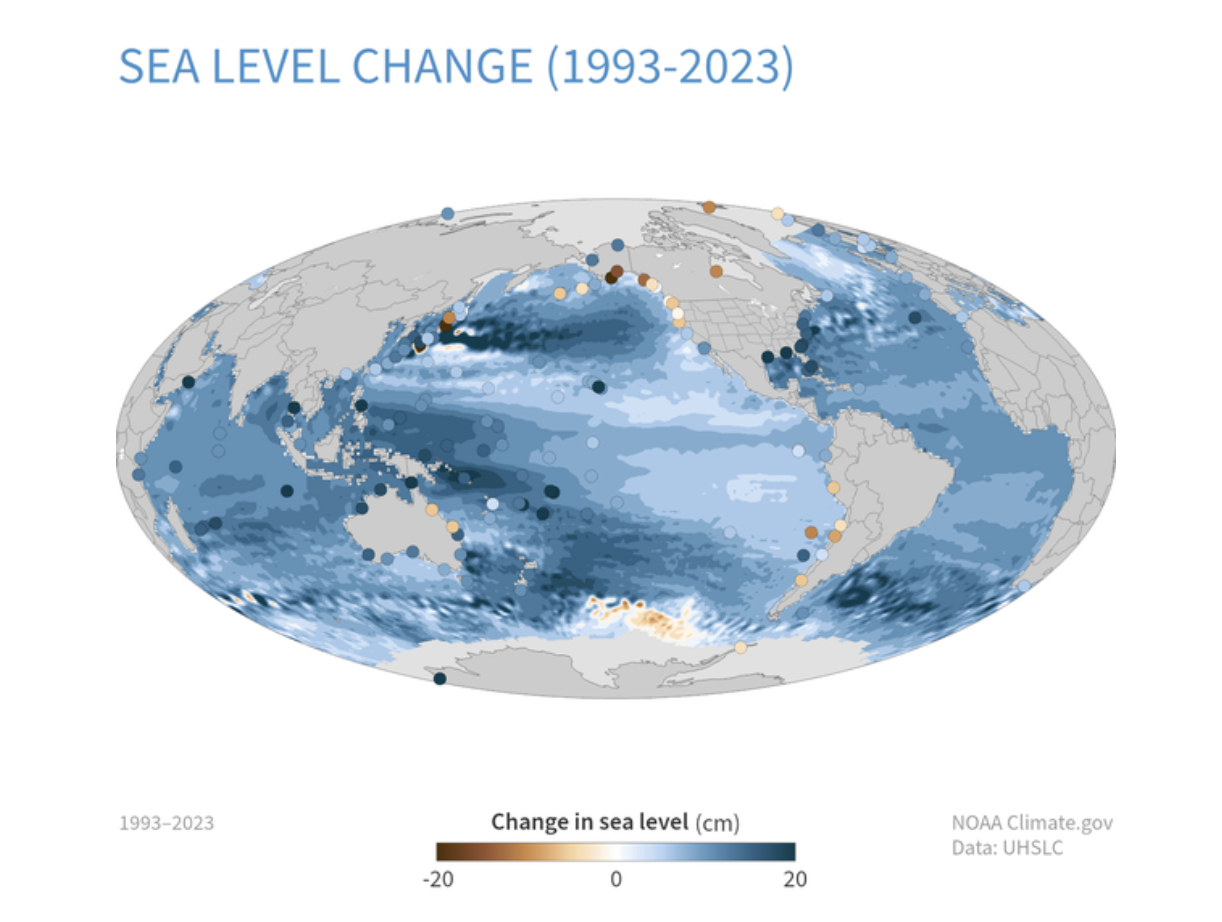 SEA LEVEL CHANGE (1993-2023)
1993–2023
Change in sea level (cm)
-20 0 20
NOAA Climate.gov
Data: UHSLC